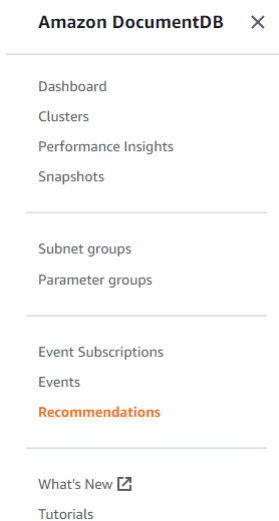 Amazon DocumentDB
Dashboard
Clusters
Performance Insights
Snapshots
Subnet groups
Parameter groups
Event Subscriptions
Events
Recommendations
What's New
Tutorials